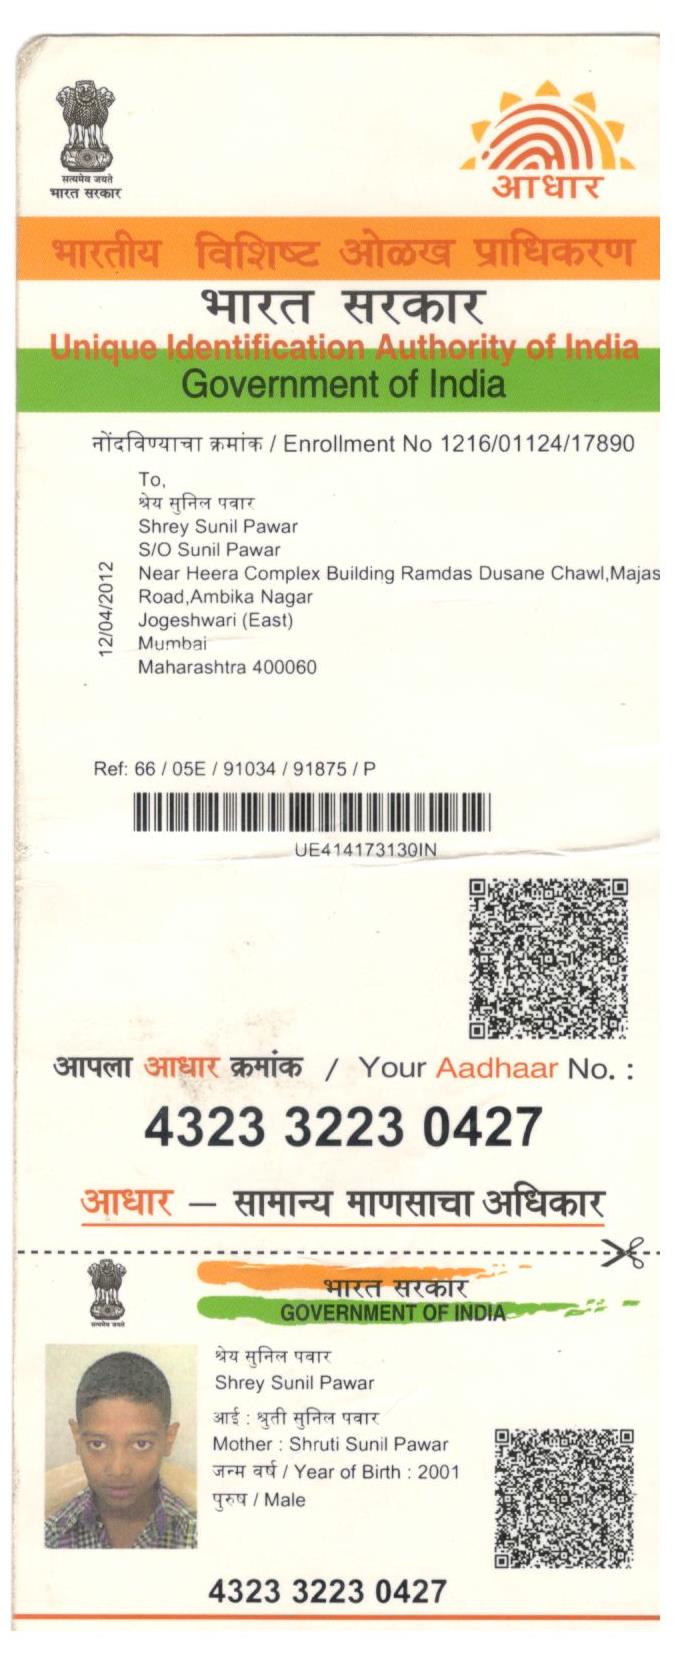 सत्यमेव जयते
भारत सरकार
आधार
भारतीय विशिष्ट ओळख प्राधिकरण
भारत सरकार
Unique Identification Authority of India
Government of India
नोंदविण्याचा क्रमांक / Enrollment No 1216/01124/17890
To,
श्रेय सुनिल पवार
Shrey Sunil Pawar
S/O Sunil Pawar
Near Heera Complex Building Ramdas Dusane Chawl,Majas
Road,Ambika Nagar
Jogeshwari (East)
Mumbai
Maharashtra 400060
12/04/2012
Ref: 66 / 05E / 91034 / 91875 / P
UE414173130IN
आपला आधार क्रमांक / Your Aadhaar No. :
4323 3223 0427
आधार – सामान्य माणसाचा अधिकार
सत्यमेव जयते
भारत सरकार
GOVERNMENT OF INDIA
श्रेय सुनिल पवार
Shrey Sunil Pawar
आई : श्रुती सुनिल पवार
Mother : Shruti Sunil Pawar
जन्म वर्ष / Year of Birth : 2001
पुरुष / Male
4323 3223 0427